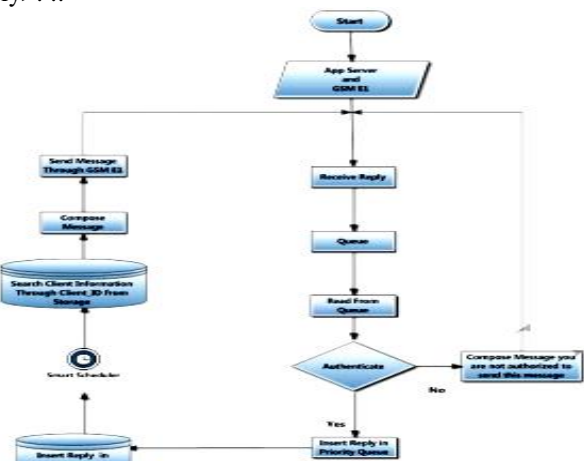 Start
App Server
and
GSM E1
Send Message
Through GSM E1
Receive Reply
Compose
Message
Queue
Search Client Information
Through Client_ID From
Storage
Read From
Queue
Smart Scheduler
Authenticate
No
Compose Message you
are not authorized to
send this message
Yes
Insert Reply in
Priority Queue
Insert Reply in